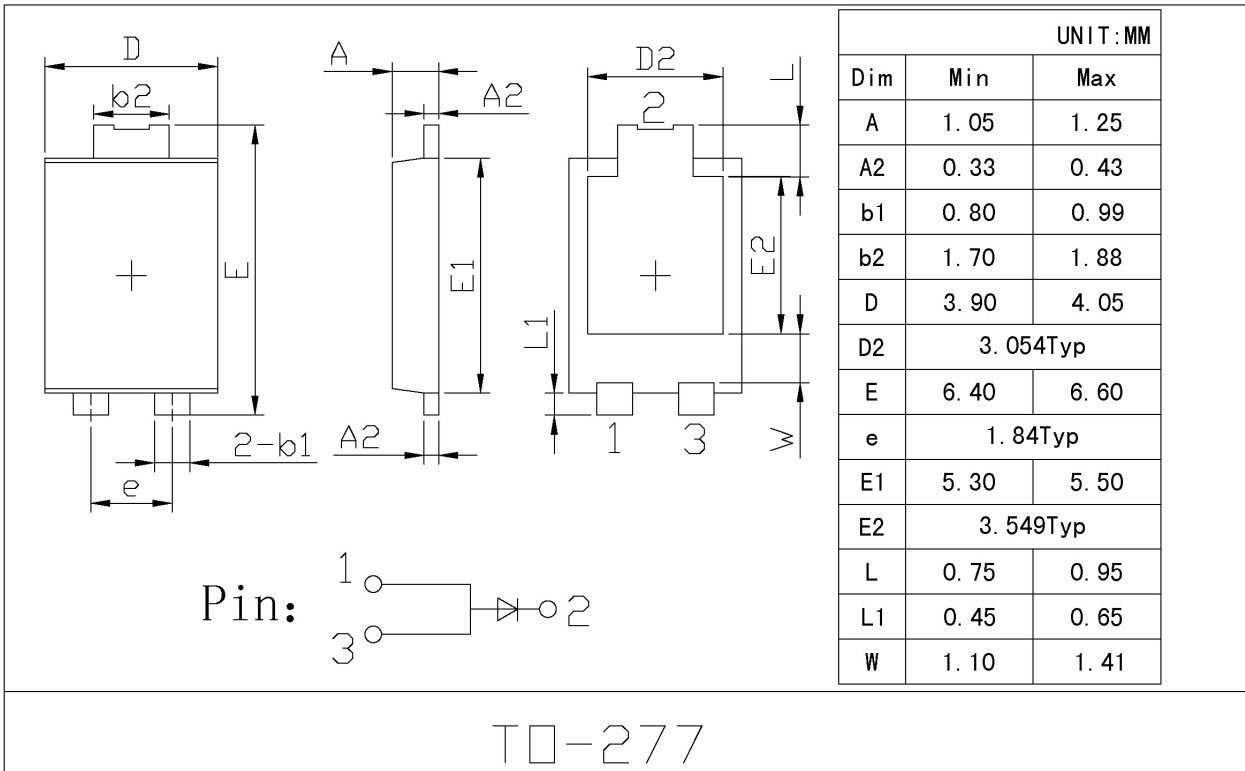 D
b2
E
2-b1
e
A
A2
E1
A2
D2
L
2
E2
L1
W
1 3
Pin:
1
3
2
UNIT:MM
Dim Min Max
A 1.05 1.25
A2 0.33 0.43
b1 0.80 0.99
b2 1.70 1.88
D 3.90 4.05
D2 3.054Typ
E 6.40 6.60
e 1.84Typ
E1 5.30 5.50
E2 3.549Typ
L 0.75 0.95
L1 0.45 0.65
W 1.10 1.41
TO-277